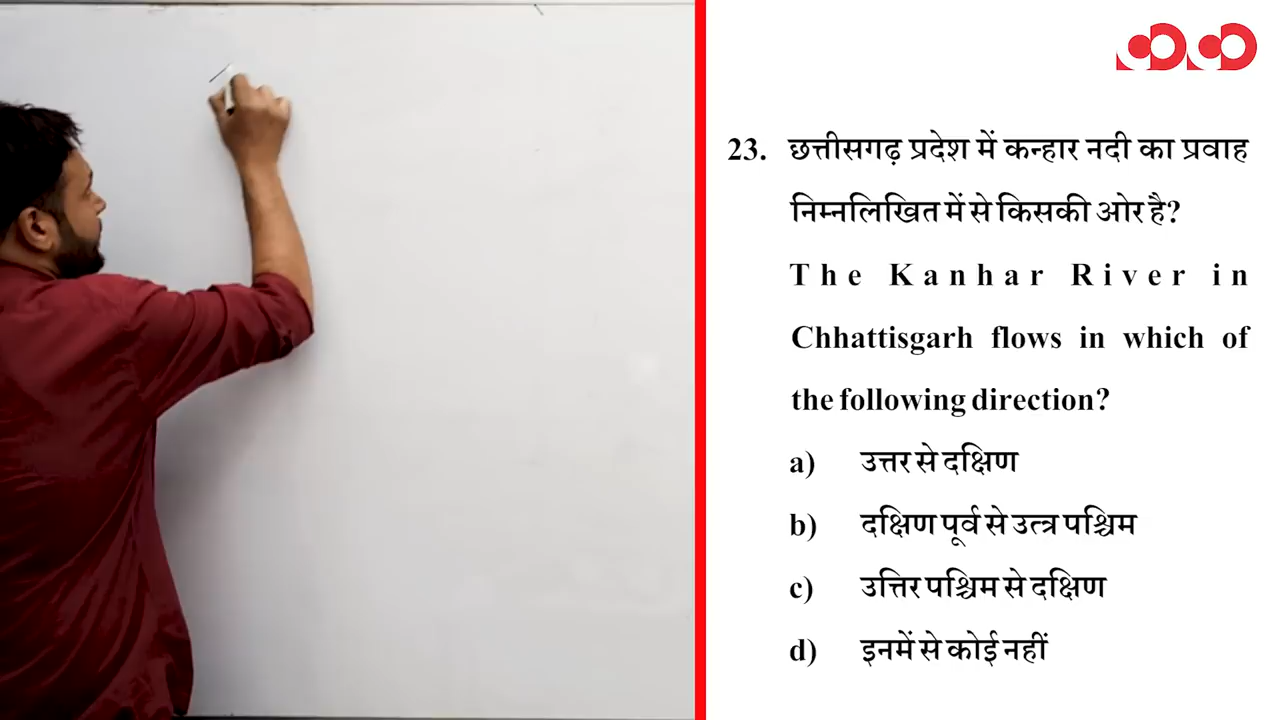 23. छत्तीसगढ़ प्रदेश में कन्हार नदी का प्रवाह
निम्नलिखित में से किसकी ओर है?
The Kanhar River in
Chhattisgarh flows in which of
the following direction?
a) उत्तर से दक्षिण
b) दक्षिण पूर्व से उत्त्र पश्चिम
c) उत्तिर पश्चिम से दक्षिण
d) इनमें से कोई नहीं